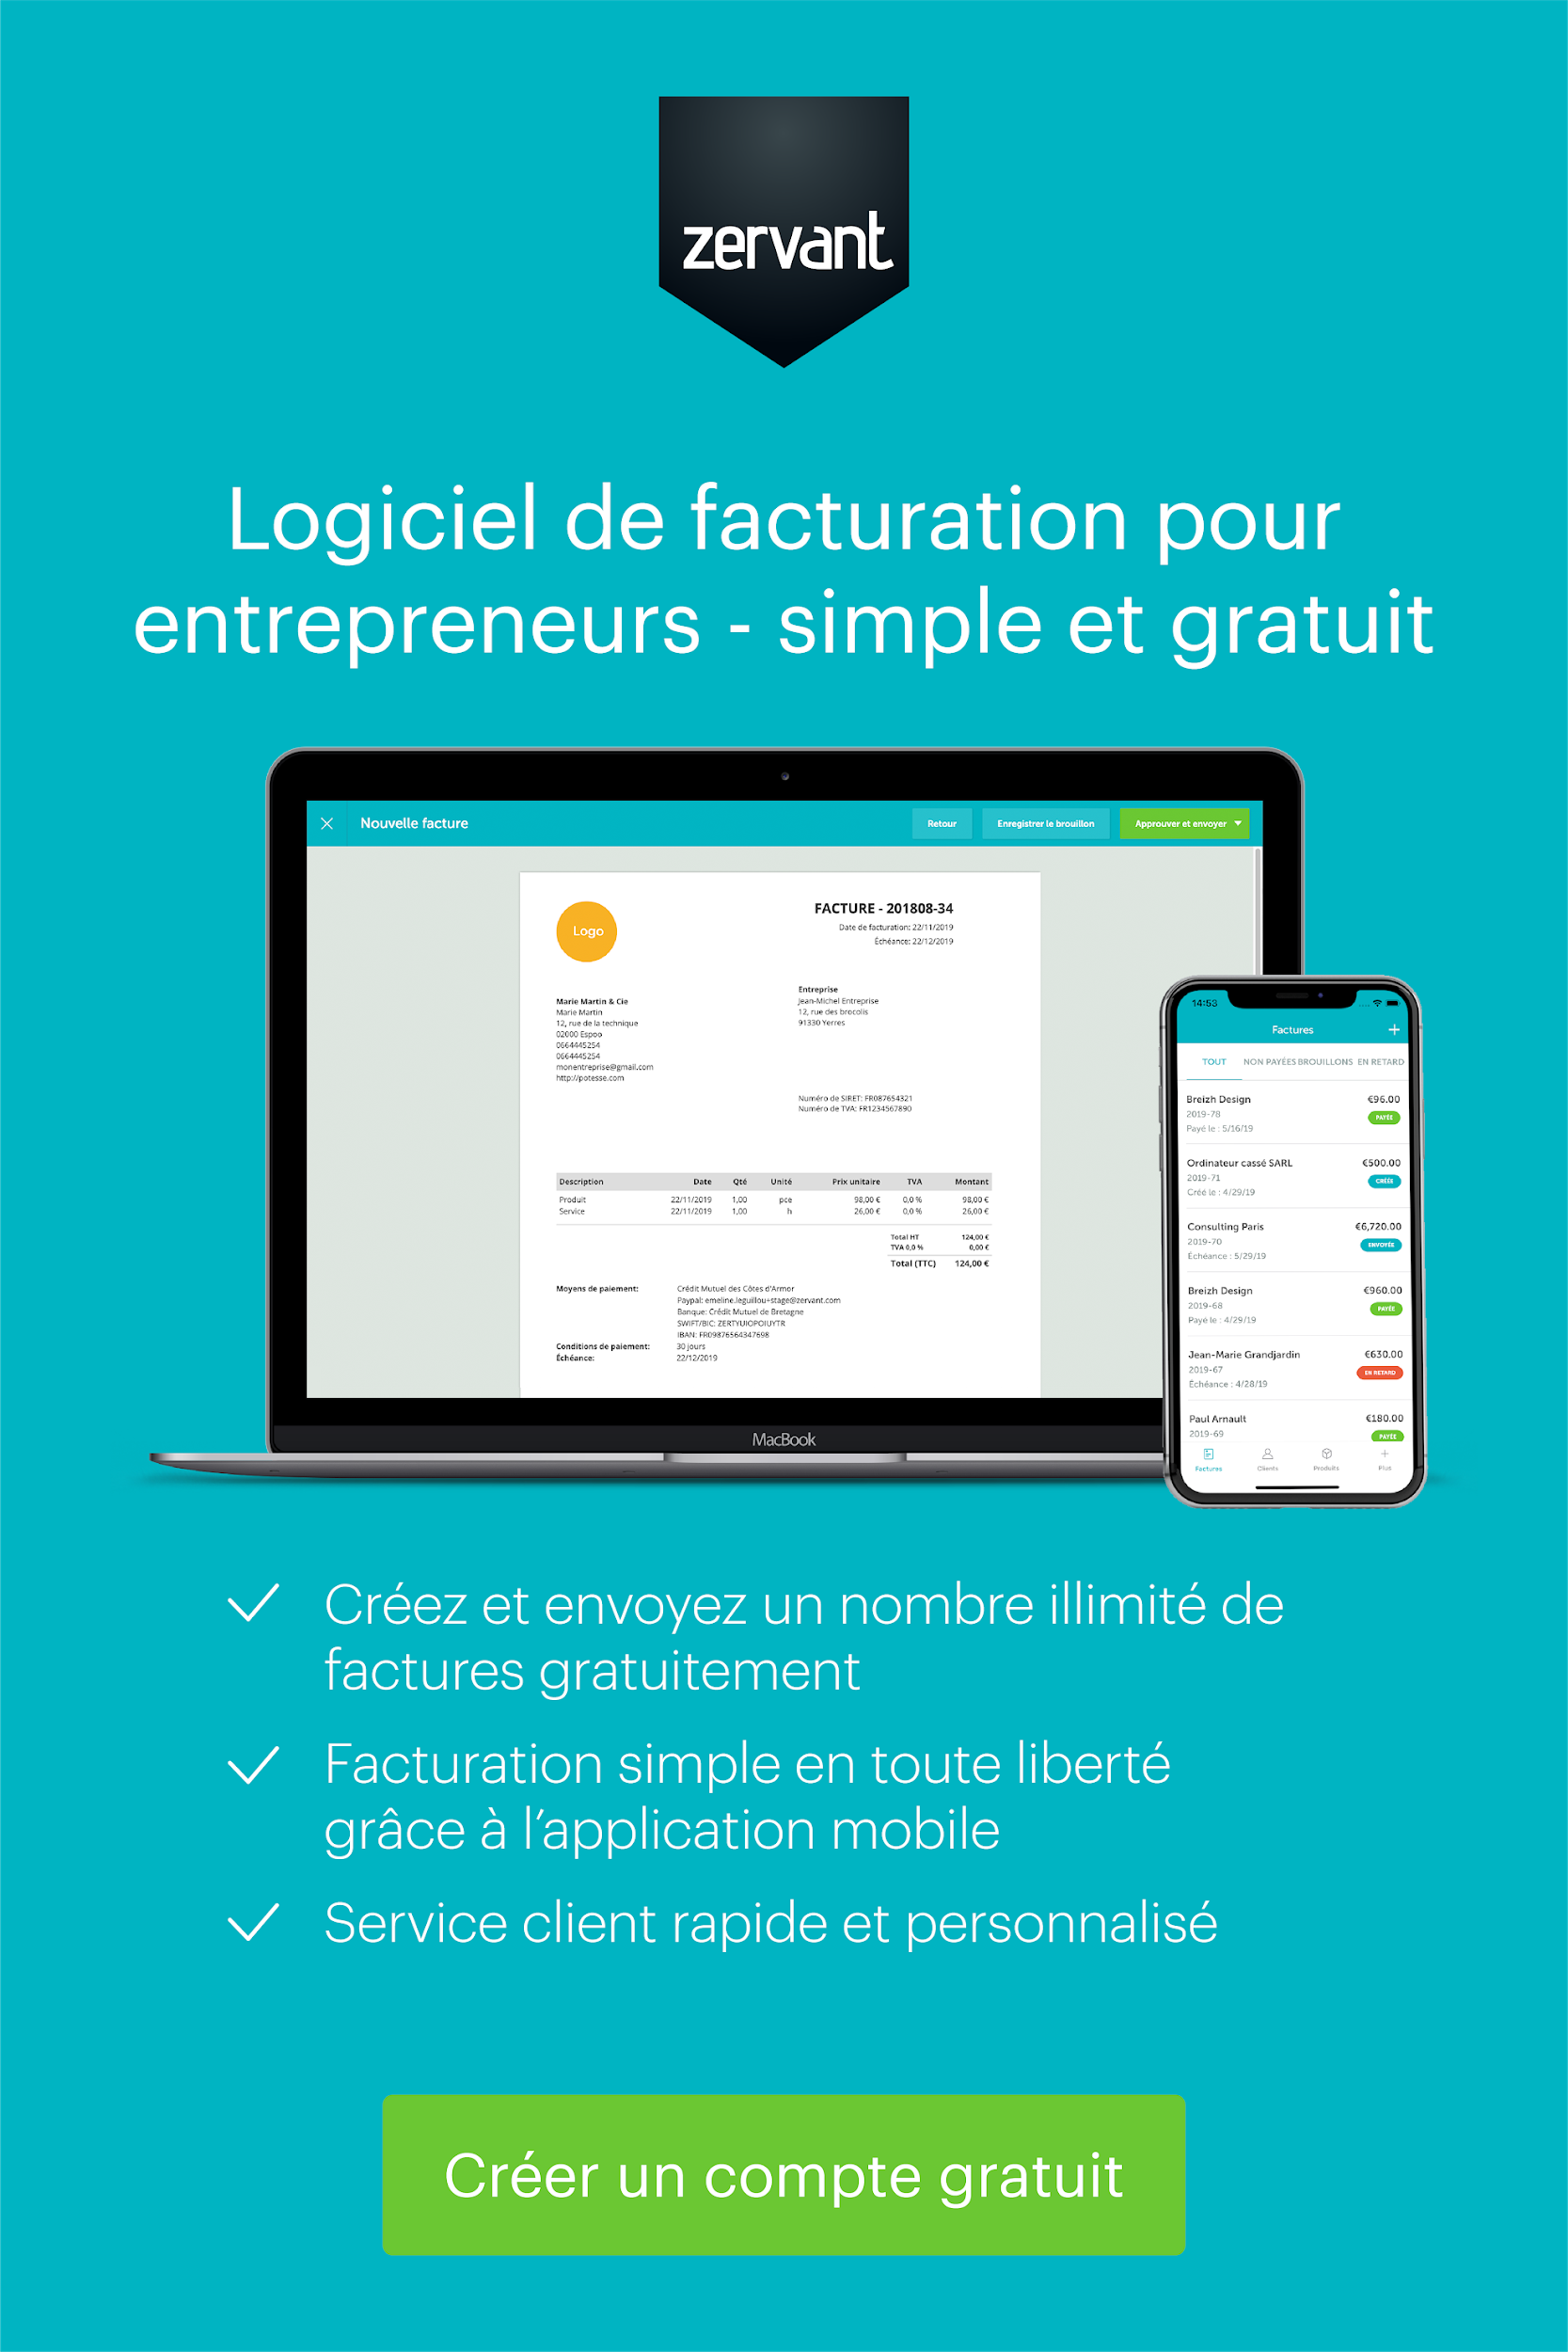 zervant
Logiciel de facturation pour
entrepreneurs - simple et gratuit
Nouvelle facture
Retour
Enregistrer le brouillon
Approuver et envoyer
Logo
FACTURE - 201808-34
Date de facturation: 22/11/2019
Échéance: 22/12/2019
Marie Martin & Cie
Marie Martin
12, rue de la technique
02000 Espoo
0664445254
0664445254
monentreprise@gmail.com
http://potesse.com
Entreprise
Jean-Michel Entreprise
12, rue des brocolis
91330 Yerres
Numéro de SIRET: FR087654321
Numéro de TVA: FR1234567890
Description Date Qté Unité Prix unitaire TVA Montant
Produit 22/11/2019 1,00 pce 98,00 € 0,0 % 98,00 €
Service 22/11/2019 1,00 h 26,00 € 0,0 % 26,00 €
Total HT 124,00 €
TVA 0,0 % 0,00 €
Total (TTC) 124,00 €
Moyens de paiement: Crédit Mutuel des Côtes d'Armor
Paypal: emeline.leguillou+stage@zervant.com
Banque: Crédit Mutuel de Bretagne
SWIFT/BIC: ZERTYUIOPOIUYTR
IBAN: FR09876564347698
Conditions de paiement: 30 jours
Échéance: 22/12/2019
MacBook
14:53
Factures +
TOUT NON PAYÉES BROUILLONS EN RETARD
Breizh Design €96.00
2019-78 PAYÉE
Payé le : 5/16/19
Ordinateur cassé SARL €500.00
2019-71 CRÉÉE
Créé le : 4/29/19
Consulting Paris €6,720.00
2019-70 ENVOYÉE
Échéance : 5/29/19
Breizh Design €960.00
2019-68 PAYÉE
Payé le : 4/29/19
Jean-Marie Grandjardin €630.00
2019-67 EN RETARD
Échéance : 4/28/19
Paul Arnault €180.00
2019-69 PAYÉE
Factures Clients Produits Plus
Créez et envoyez un nombre illimité de
factures gratuitement
Facturation simple en toute liberté
grâce à l’application mobile
Service client rapide et personnalisé
Créer un compte gratuit